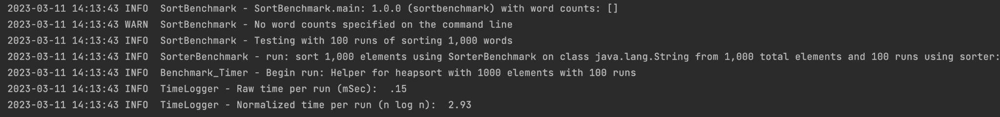 2023-03-11 14:13:43 INFO  SortBenchmark - SortBenchmark.main: 1.0.0 (sortbenchmark) with word counts: []
2023-03-11 14:13:43 WARN  SortBenchmark - No word counts specified on the command line
2023-03-11 14:13:43 INFO  SortBenchmark - Testing with 100 runs of sorting 1,000 words
2023-03-11 14:13:43 INFO  SorterBenchmark - run: sort 1,000 elements using SorterBenchmark on class java.lang.String from 1,000 total elements and 100 runs using sorter:
2023-03-11 14:13:43 INFO  Benchmark_Timer - Begin run: Helper for heapsort with 1000 elements with 100 runs
2023-03-11 14:13:43 INFO  TimeLogger - Raw time per run (mSec):  .15
2023-03-11 14:13:43 INFO  TimeLogger - Normalized time per run (n log n):  2.93